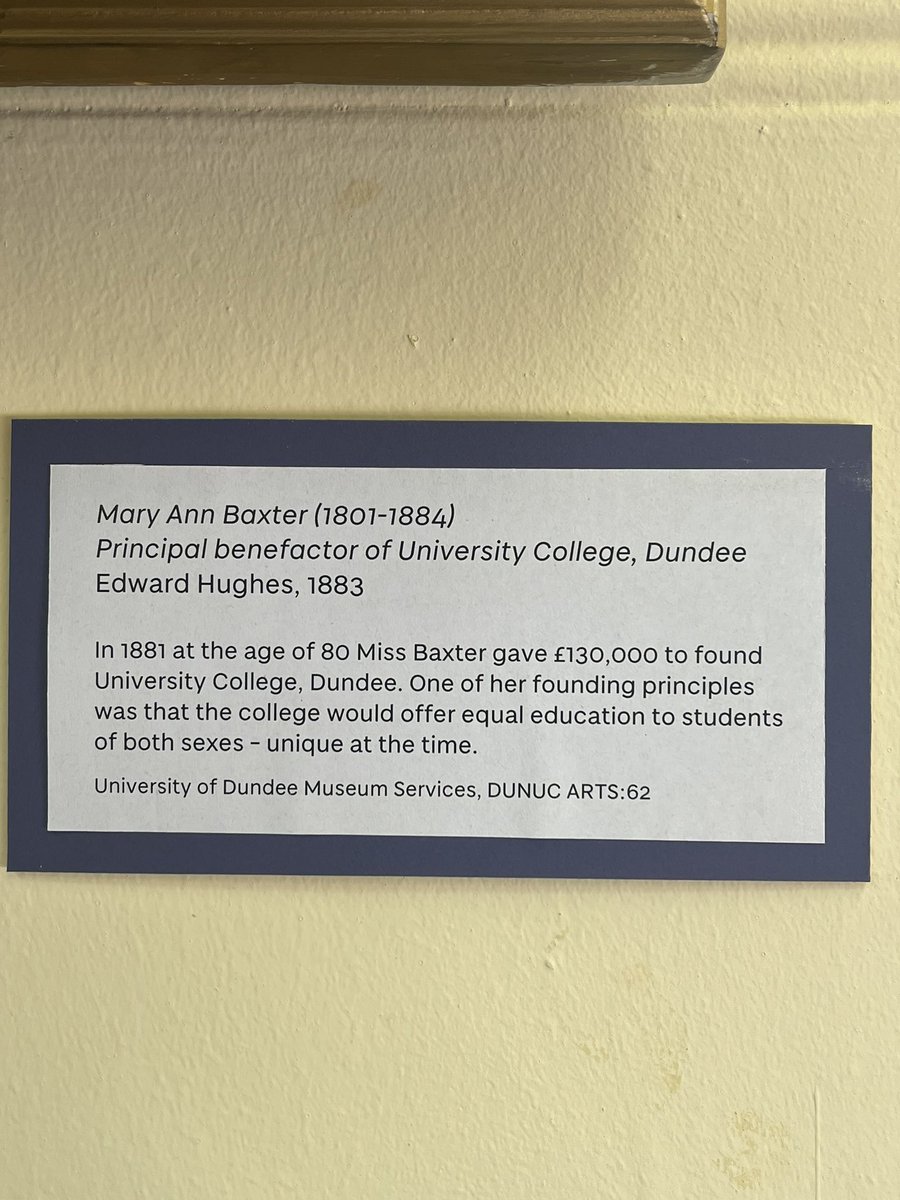 Mary Ann Baxter (1801-1884)
Principal benefactor of University College, Dundee
Edward Hughes, 1883
In 1881 at the age of 80 Miss Baxter gave £130,000 to found
University College, Dundee. One of her founding principles
was that the college would offer equal education to students
of both sexes – unique at the time.
University of Dundee Museum Services, DUNUC ARTS:62